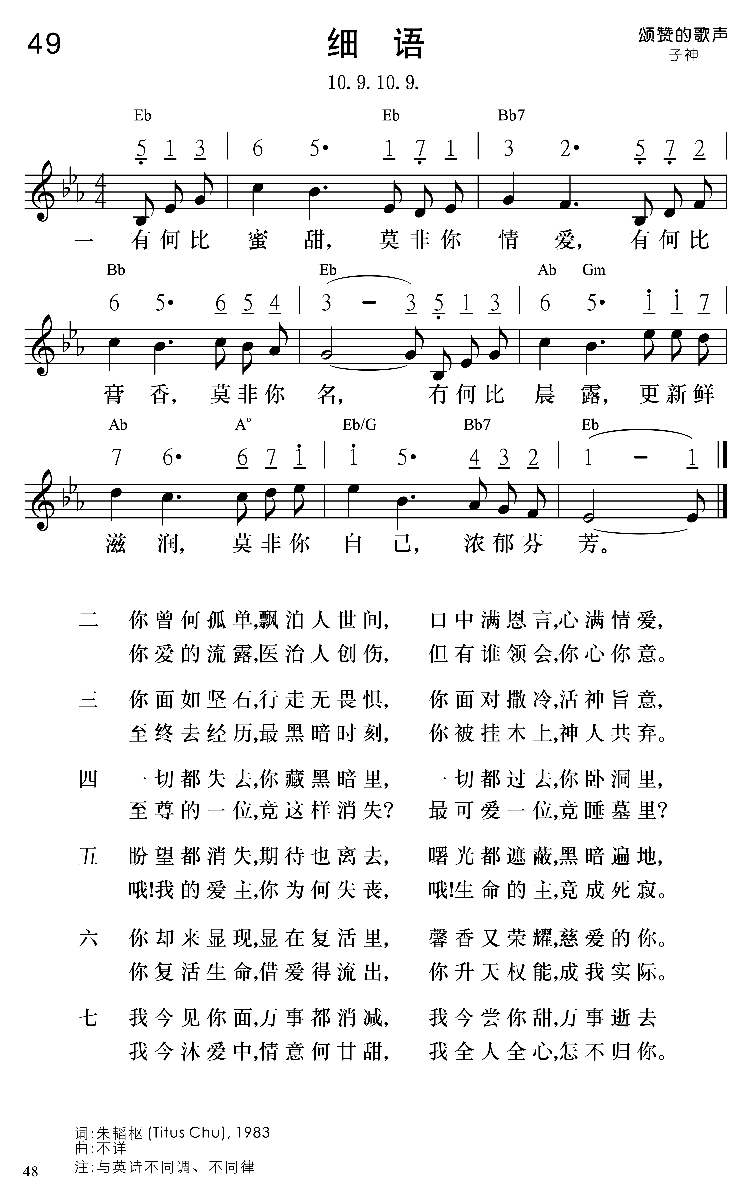 49
细 语
颂赞的歌声
子神
10. 9. 10. 9.
Eb Eb Bb7
5 1 3 | 6 5· 1 7 1 | 3 2· 5 7 2 |
4 4
一 有何比 蜜 甜, 莫非你 情 爱, 有何比
Bb Eb Ab Gm
6 5· 6 5 4 | 3 – 3 5 1 3 | 6 5· 1 1 7 |
膏 香, 莫非你 名, 有何比 晨 露, 更新鲜
Ab A° Eb/G Bb7 Eb
7 6· 6 7 1 | 1 5· 4 3 2 | 1 – 1
滋 润, 莫非你 自 己, 浓郁芬 芳。
二 你曾何孤单,飘泊人世间, 口中满恩言,心满情爱,
你爱的流露,医治人创伤, 但有谁领会,你心你意。
三 你面如坚石,行走无畏惧, 你面对撒冷,活神旨意,
至终去经历,最黑暗时刻, 你被挂木上,神人共弃。
四 一切都失去,你藏黑暗里, 一切都过去,你卧洞里,
至尊的一位,竟这样消失? 最可爱一位,竟睡墓里?
五 盼望都消失,期待也离去, 曙光都遮蔽,黑暗遍地,
哦!我的爱主,你为何失丧, 哦!生命的主,竟成死寂。
六 你却来显现,显在复活里, 馨香又荣耀,慈爱的你。
你复活生命,借爱得流出, 你升天权能,成我实际。
七 我今见你面,万事都消减, 我今尝你甜,万事逝去
我今沐爱中,情意何甘甜, 我全人全心,怎不归你。
词:朱韬枢 (Titus Chu), 1983
曲:不详
注:与英诗不同调、不同律
48